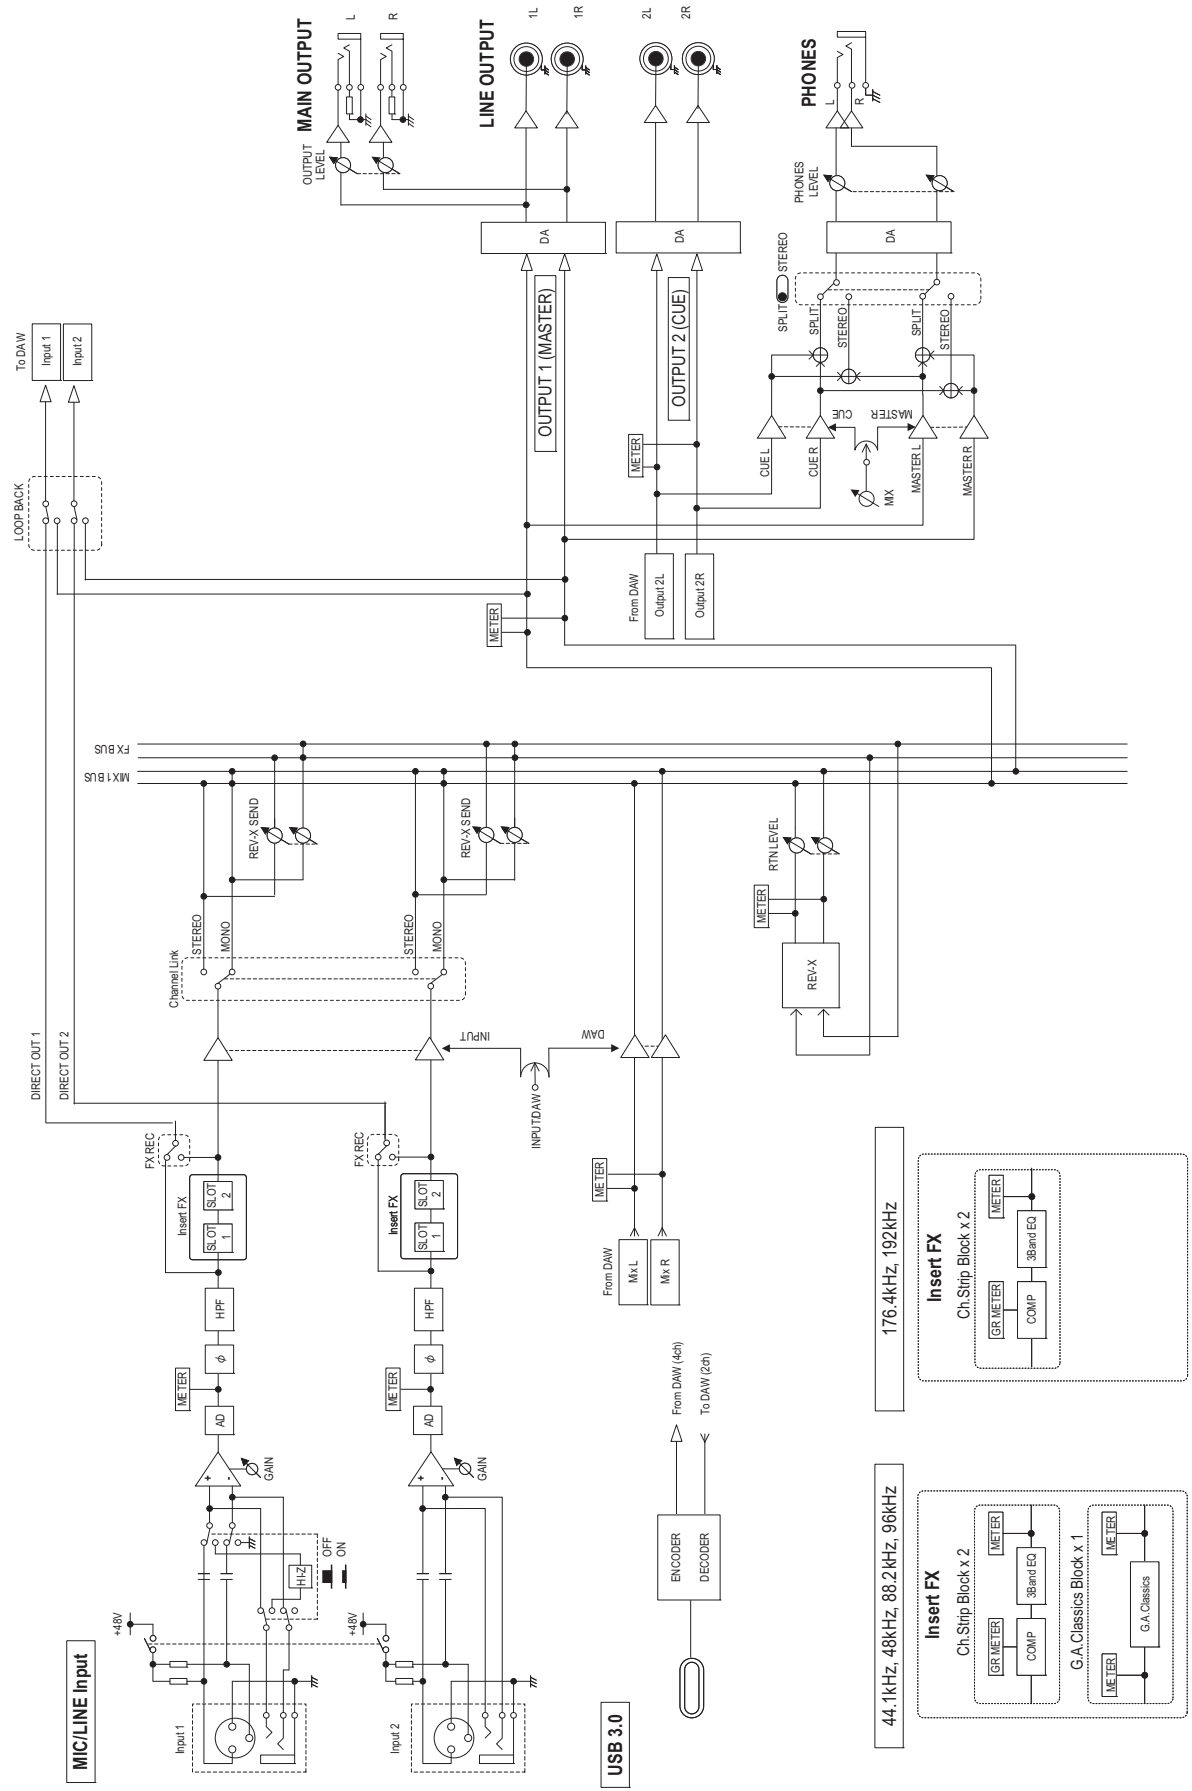 MIC/LINE Input
Input 1
+48V
HI-Z
OFF
ON
+
-
GAIN
AD
METER
ϕ
HPF
Insert FX
SLOT 1
SLOT 2
FX REC
DIRECT OUT 1
DIRECT OUT 2
Channel Link
STEREO
MONO
REV-X SEND
MIX 1 BUS
FX BUS
LOOP BACK
To DAW
Input 1
Input 2
Input 2
+48V
+
-
GAIN
AD
METER
ϕ
HPF
Insert FX
SLOT 1
SLOT 2
FX REC
STEREO
MONO
REV-X SEND
INPUT/DAW
INPUT
DAW
From DAW
Mix L
Mix R
METER
REV-X
METER
RTN LEVEL
METER
OUTPUT 1 (MASTER)
DA
OUTPUT LEVEL
MAIN OUTPUT
L
R
LINE OUTPUT
1L
1R
2L
2R
From DAW
Output 2L
Output 2R
METER
OUTPUT 2 (CUE)
DA
CUE L
CUE R
MASTER L
MASTER R
MIX
CUE
MASTER
SPLIT
STEREO
SPLIT
STEREO
SPLIT
STEREO
DA
PHONES LEVEL
PHONES
L
R
USB 3.0
ENCODER
DECODER
From DAW (4ch)
To DAW (2ch)
44.1kHz, 48kHz, 88.2kHz, 96kHz
Insert FX
Ch.Strip Block x 2
GR METER
COMP
3Band EQ
METER
G.A.Classics Block x 1
METER
G.A.Classics
METER
176.4kHz, 192kHz
Insert FX
Ch.Strip Block x 2
GR METER
COMP
3Band EQ
METER